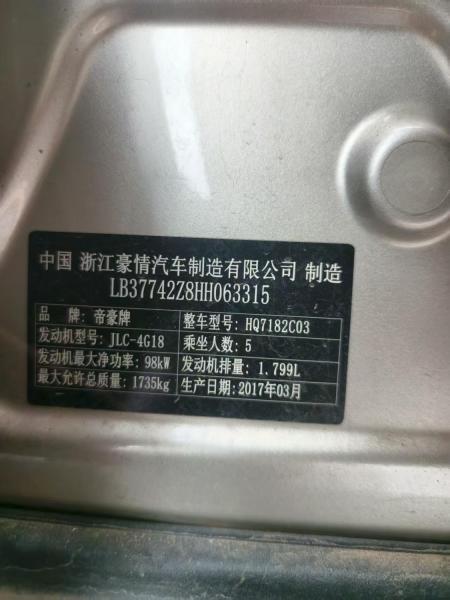 中国 浙江豪情汽车制造有限公司 制造
LB37742Z8HH063315
品 牌: 帝豪牌 整车型号: HQ7182C03
发动机型号: JLC-4G18 乘坐人数: 5
发动机最大净功率: 98kW 发动机排量: 1.799L
最大允许总质量: 1735kg 生产日期: 2017年03月